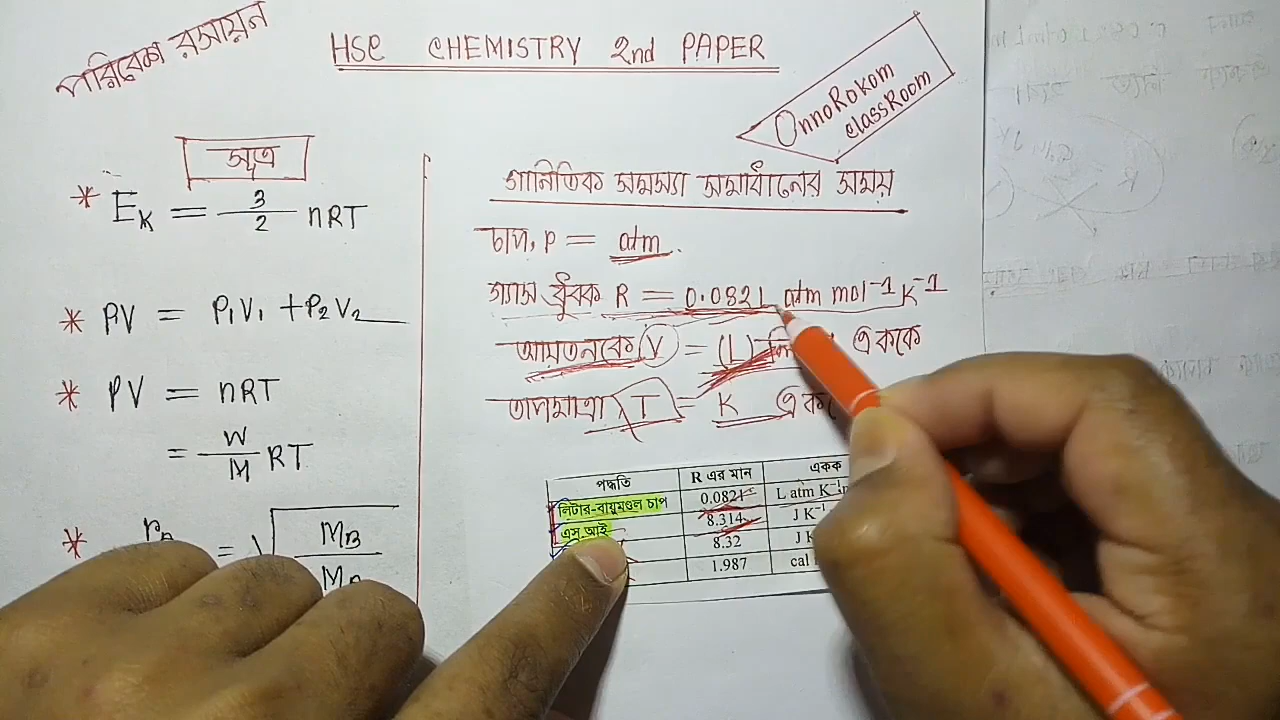 পরিবেশ রসায়ন
HSC CHEMISTRY 2nd PAPER
OnnoRokom
classRoom
সূত্র
* EK = 3/2 nRT
* PV = P₁V₁ + P₂V₂
* PV = nRT
= W/M RT
* = √
গানিতিক সমস্যা সমাধানের সময়
চাপ, P = atm.
গ্যাস ধ্রুবক R = 0.0821 atm mol⁻¹ K⁻¹
আয়তনকে (V) = (L) এককে
তাপমাত্রা (T) = K
পদ্ধতি R এর মান একক
লিটার-বায়ুমণ্ডল চাপ 0.0821 L atm K⁻¹
এস.আই 8.314 J K⁻¹
8.32
1.987 cal